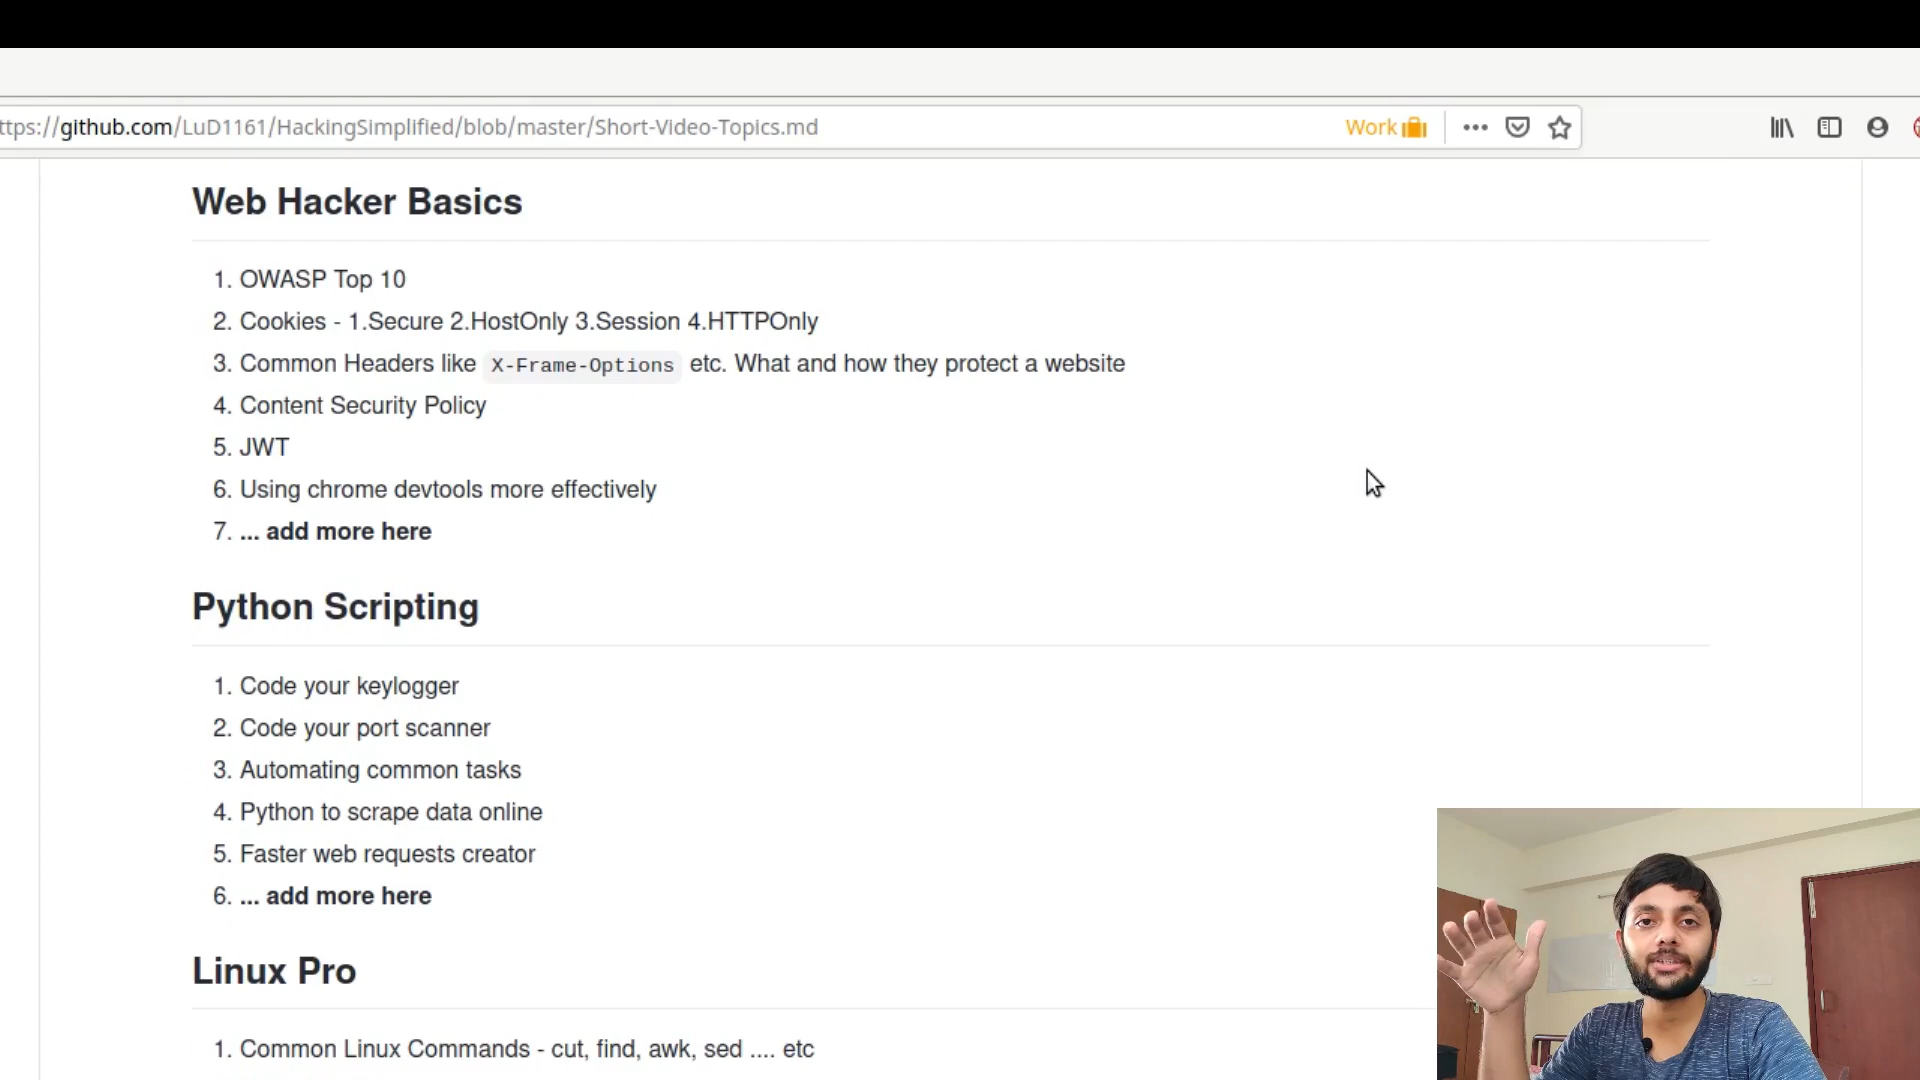 ttps://github.com/LuD1161/HackingSimplified/blob/master/Short-Video-Topics.md
Work
Web Hacker Basics
1. OWASP Top 10
2. Cookies - 1.Secure 2.HostOnly 3.Session 4.HTTPOnly
3. Common Headers like X-Frame-Options etc. What and how they protect a website
4. Content Security Policy
5. JWT
6. Using chrome devtools more effectively
7. ... add more here
Python Scripting
1. Code your keylogger
2. Code your port scanner
3. Automating common tasks
4. Python to scrape data online
5. Faster web requests creator
6. ... add more here
Linux Pro
1. Common Linux Commands - cut, find, awk, sed .... etc